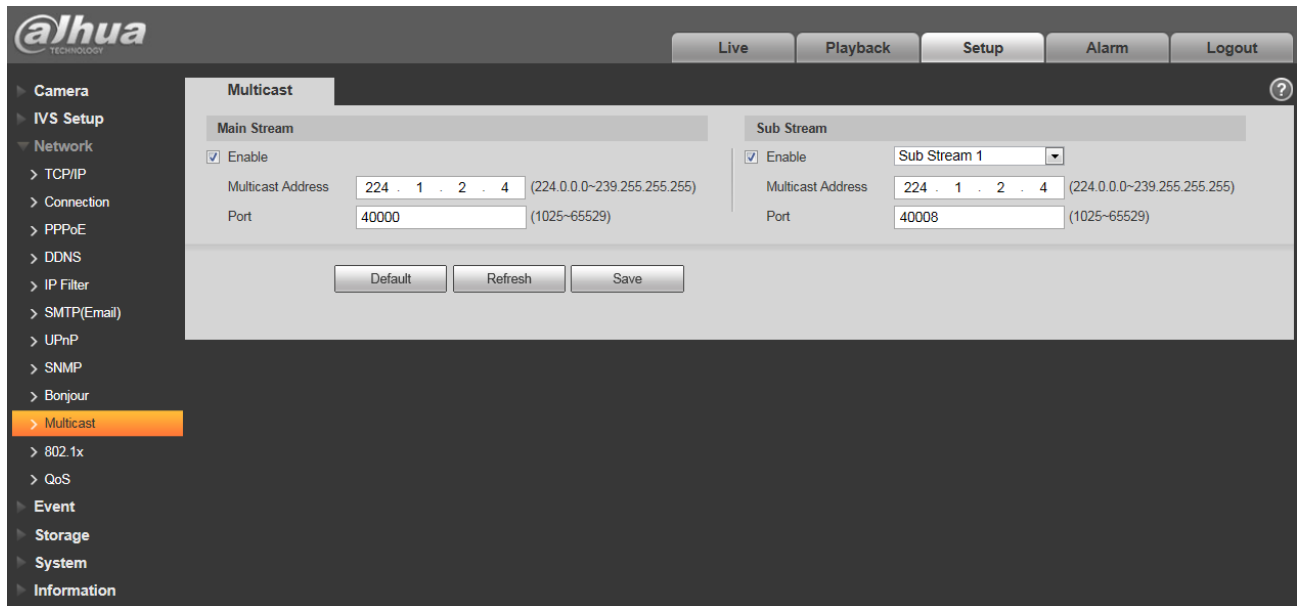 alhua
TECHNOLOGY
Live Playback Setup Alarm Logout
Camera
IVS Setup
Network
TCP/IP
Connection
PPPoE
DDNS
IP Filter
SMTP(Email)
UPnP
SNMP
Bonjour
Multicast
802.1x
QoS
Event
Storage
System
Information
Multicast
?
Main Stream
Enable
Multicast Address 224 . 1 . 2 . 4 (224.0.0.0~239.255.255.255)
Port 40000 (1025~65529)
Sub Stream
Enable Sub Stream 1
Multicast Address 224 . 1 . 2 . 4 (224.0.0.0~239.255.255.255)
Port 40008 (1025~65529)
Default Refresh Save